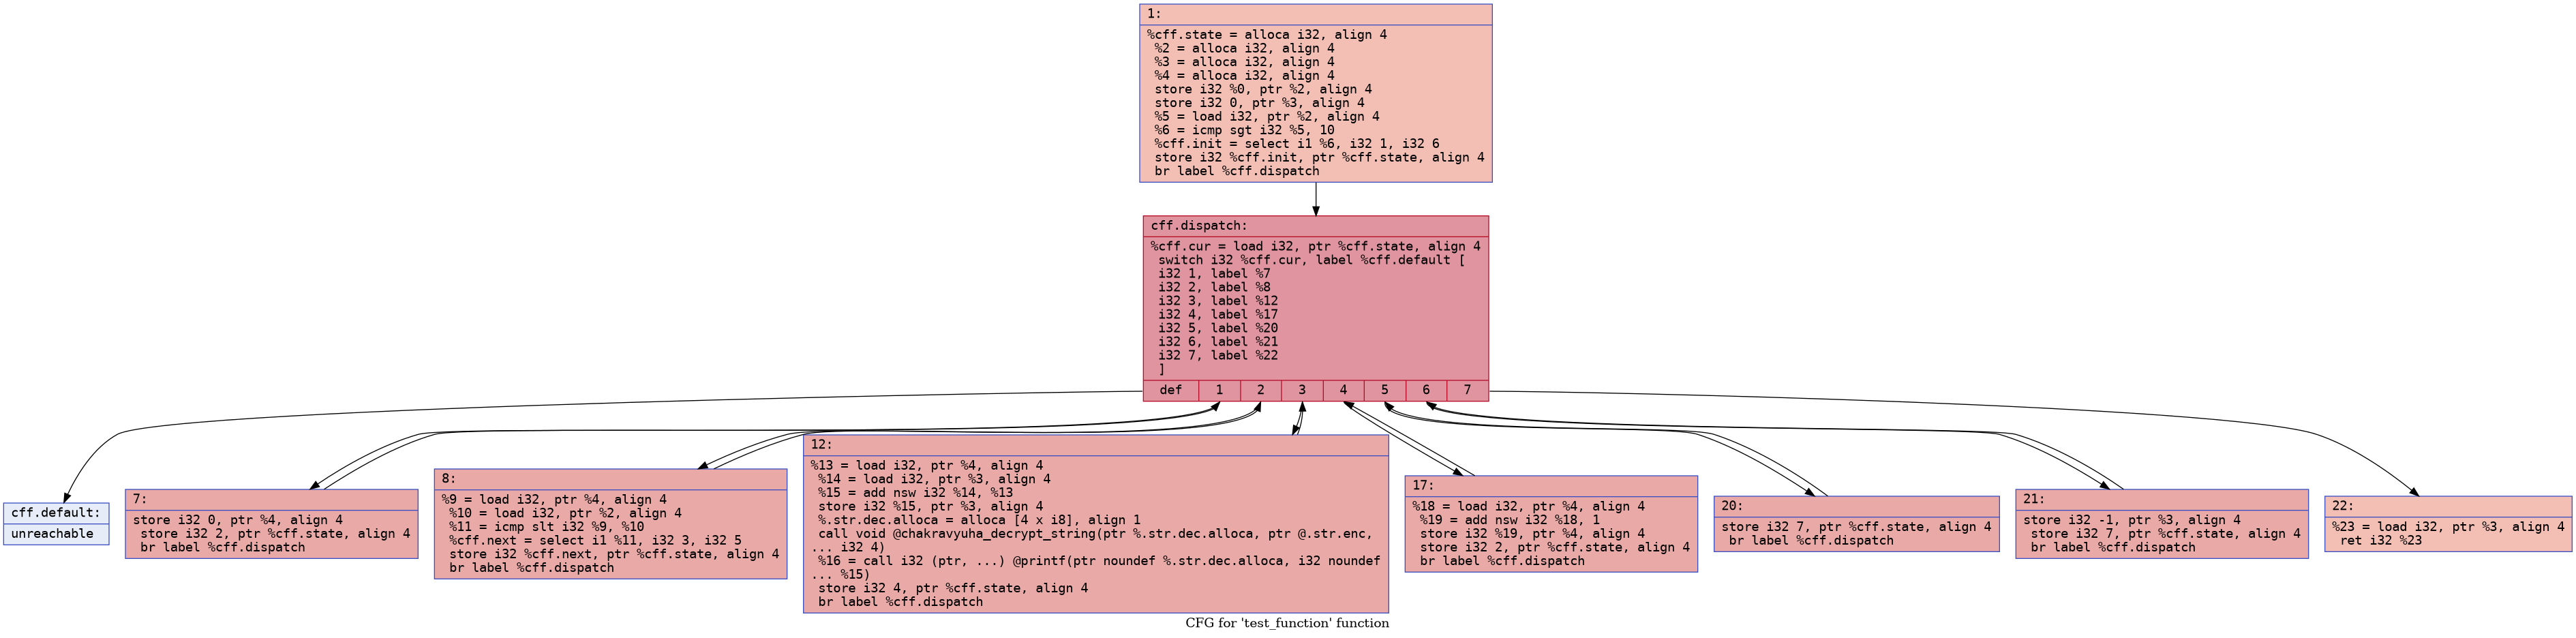 1:
%cff.state = alloca i32, align 4
%2 = alloca i32, align 4
%3 = alloca i32, align 4
%4 = alloca i32, align 4
store i32 %0, ptr %2, align 4
store i32 0, ptr %3, align 4
%5 = load i32, ptr %2, align 4
%6 = icmp sgt i32 %5, 10
%cff.init = select i1 %6, i32 1, i32 6
store i32 %cff.init, ptr %cff.state, align 4
br label %cff.dispatch
cff.dispatch:
%cff.cur = load i32, ptr %cff.state, align 4
switch i32 %cff.cur, label %cff.default [
i32 1, label %7
i32 2, label %8
i32 3, label %12
i32 4, label %17
i32 5, label %20
i32 6, label %21
i32 7, label %22
]
def 1 2 3 4 5 6 7
cff.default:
unreachable
7:
store i32 0, ptr %4, align 4
store i32 2, ptr %cff.state, align 4
br label %cff.dispatch
8:
%9 = load i32, ptr %4, align 4
%10 = load i32, ptr %2, align 4
%11 = icmp slt i32 %9, %10
%cff.next = select i1 %11, i32 3, i32 5
store i32 %cff.next, ptr %cff.state, align 4
br label %cff.dispatch
12:
%13 = load i32, ptr %4, align 4
%14 = load i32, ptr %3, align 4
%15 = add nsw i32 %14, %13
store i32 %15, ptr %3, align 4
%.str.dec.alloca = alloca [4 x i8], align 1
call void @chakravyuha_decrypt_string(ptr %.str.dec.alloca, ptr @.str.enc,
... i32 4)
%16 = call i32 (ptr, ...) @printf(ptr noundef %.str.dec.alloca, i32 noundef
... %15)
store i32 4, ptr %cff.state, align 4
br label %cff.dispatch
17:
%18 = load i32, ptr %4, align 4
%19 = add nsw i32 %18, 1
store i32 %19, ptr %4, align 4
store i32 2, ptr %cff.state, align 4
br label %cff.dispatch
20:
store i32 7, ptr %cff.state, align 4
br label %cff.dispatch
21:
store i32 -1, ptr %3, align 4
store i32 7, ptr %cff.state, align 4
br label %cff.dispatch
22:
%23 = load i32, ptr %3, align 4
ret i32 %23
CFG for 'test_function' function